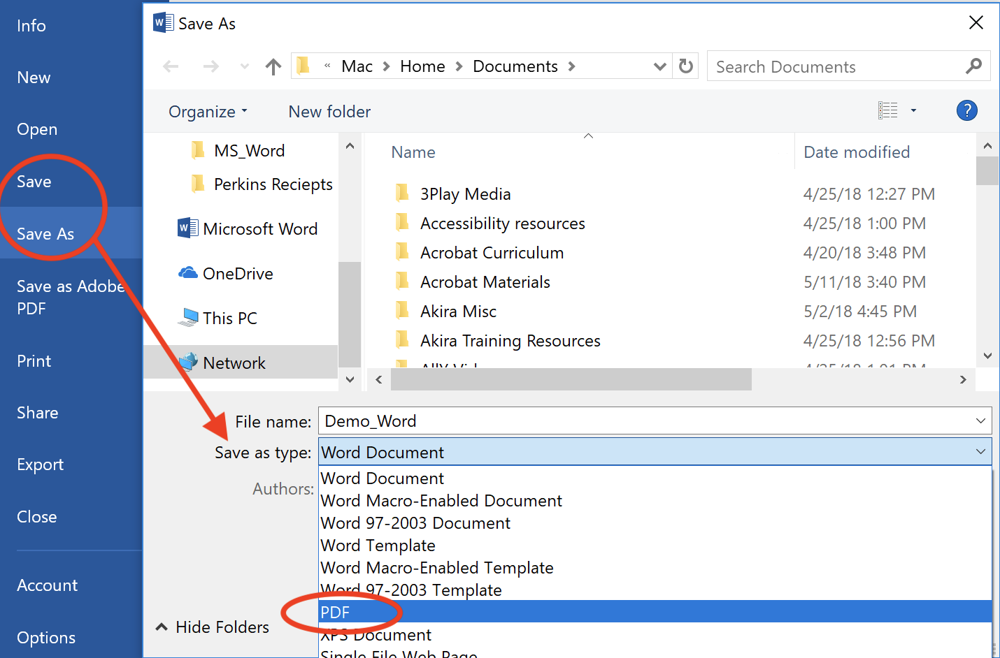 Info
New
Open
Save
Save As
Save as Adobe
PDF
Print
Share
Export
Close
Account
Options
Save As
« Mac > Home > Documents >
Search Documents
Organize
New folder
?
MS_Word
Perkins Reciepts
Microsoft Word
OneDrive
This PC
Network
Name Date modified
3Play Media 4/25/18 12:27 PM
Accessibility resources 4/25/18 1:00 PM
Acrobat Curriculum 4/20/18 3:48 PM
Acrobat Materials 5/11/18 3:40 PM
Akira Misc 5/2/18 4:45 PM
Akira Training Resources 4/25/18 12:56 PM
4/25/18 1:01 PM
File name: Demo_Word
Save as type: Word Document
Authors:
Word Document
Word Macro-Enabled Document
Word 97-2003 Document
Word Template
Word Macro-Enabled Template
Word 97-2003 Template
PDF
XPS Document
Single File Web Page
Hide Folders